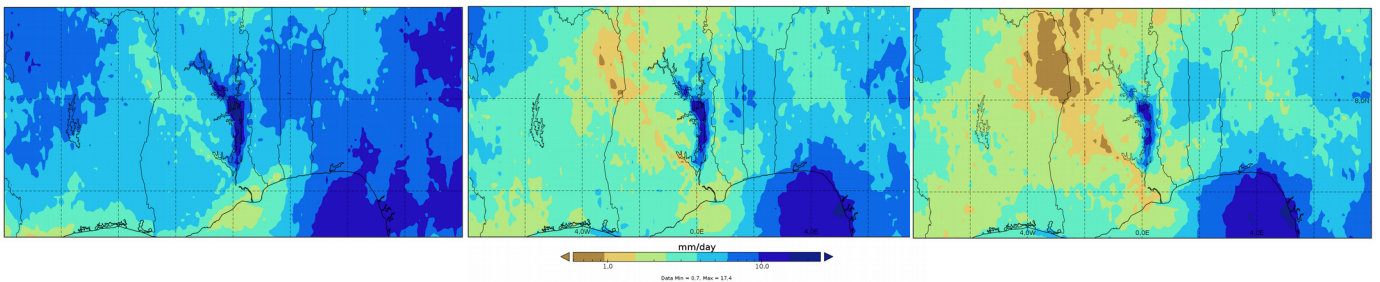 8.0N
4.0W 0.0E 4.0E 4.0W 0.0E 4.0E
mm/day
1.0 10.0
Data Min = 0.7, Max = 17.4